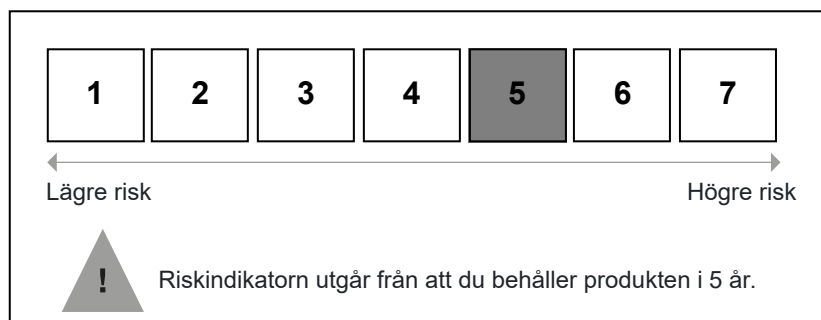 1 2 3 4 5 6 7
Lägre risk Högre risk
! Riskindikatorn utgår från att du behåller produkten i 5 år.